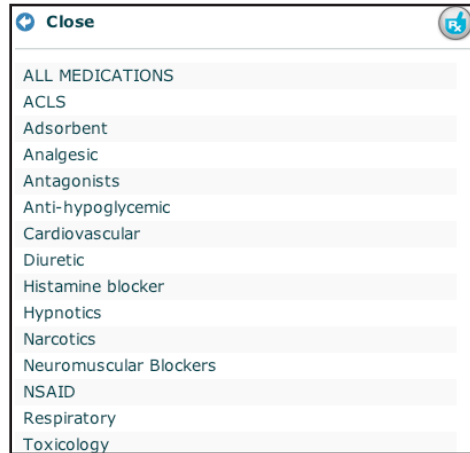 Close
Rx
ALL MEDICATIONS
ACLS
Adsorbent
Analgesic
Antagonists
Anti-hypoglycemic
Cardiovascular
Diuretic
Histamine blocker
Hypnotics
Narcotics
Neuromuscular Blockers
NSAID
Respiratory
Toxicology